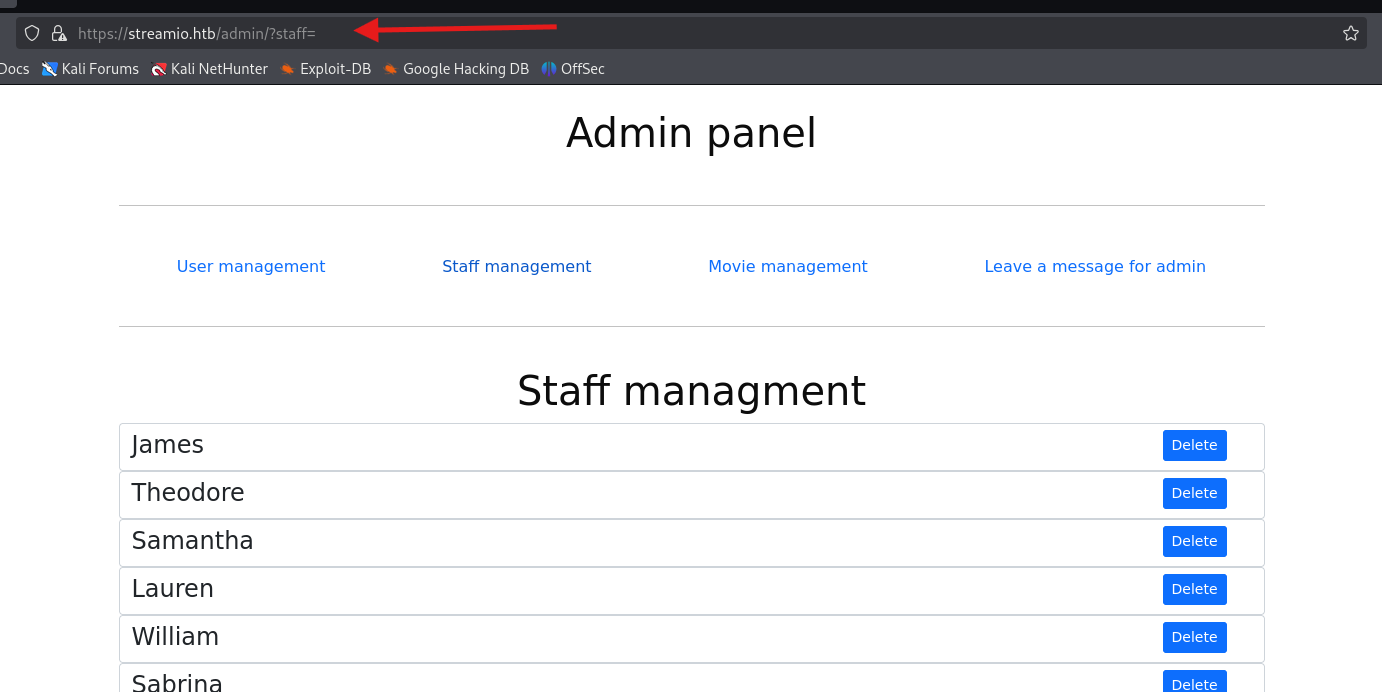 https://streamio.htb/admin/?staff=
Docs Kali Forums Kali NetHunter Exploit-DB Google Hacking DB OffSec
Admin panel
User management Staff management Movie management Leave a message for admin
Staff managment
James Delete
Theodore Delete
Samantha Delete
Lauren Delete
William Delete
Sabrina Delete